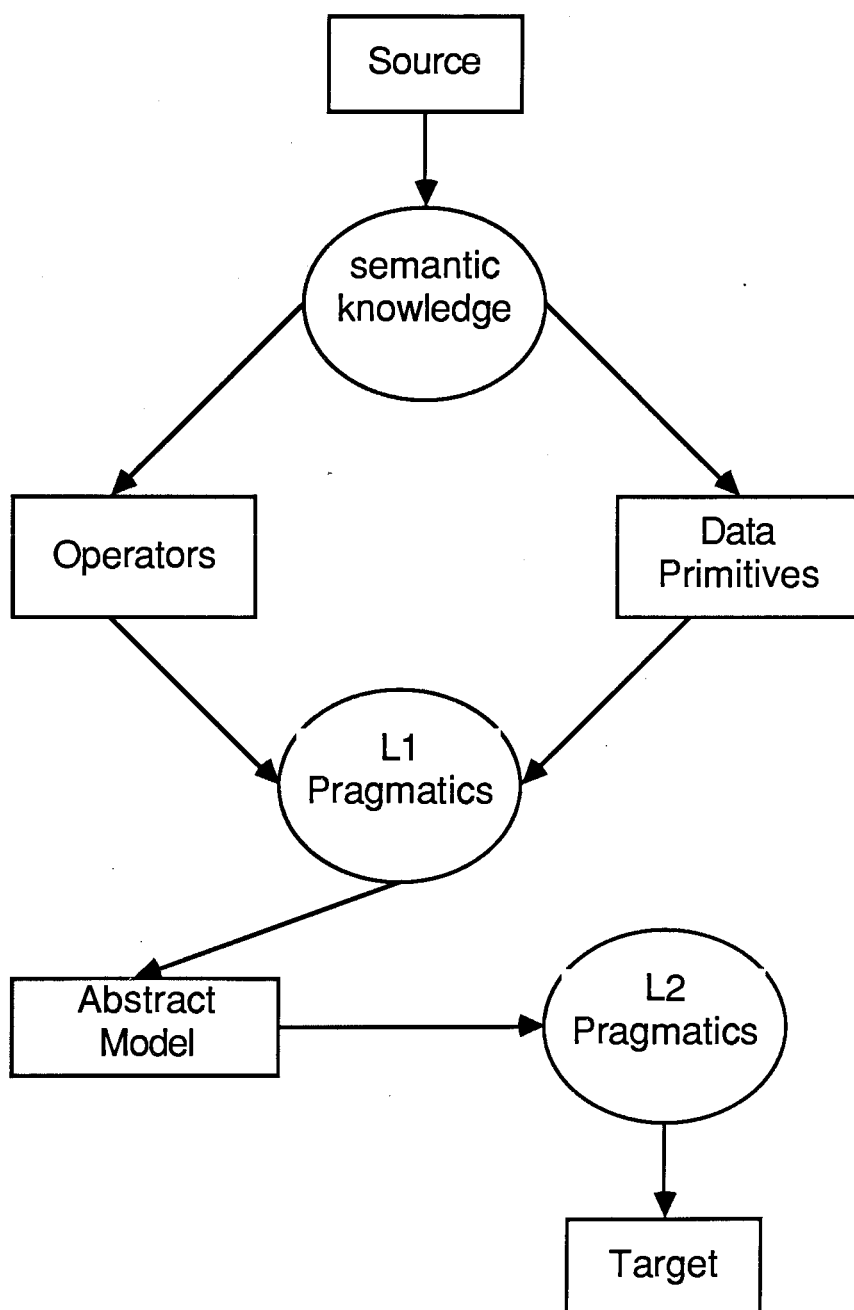 Source
semantic
knowledge
Operators
Data
Primitives
L1
Pragmatics
Abstract
Model
L2
Pragmatics
Target